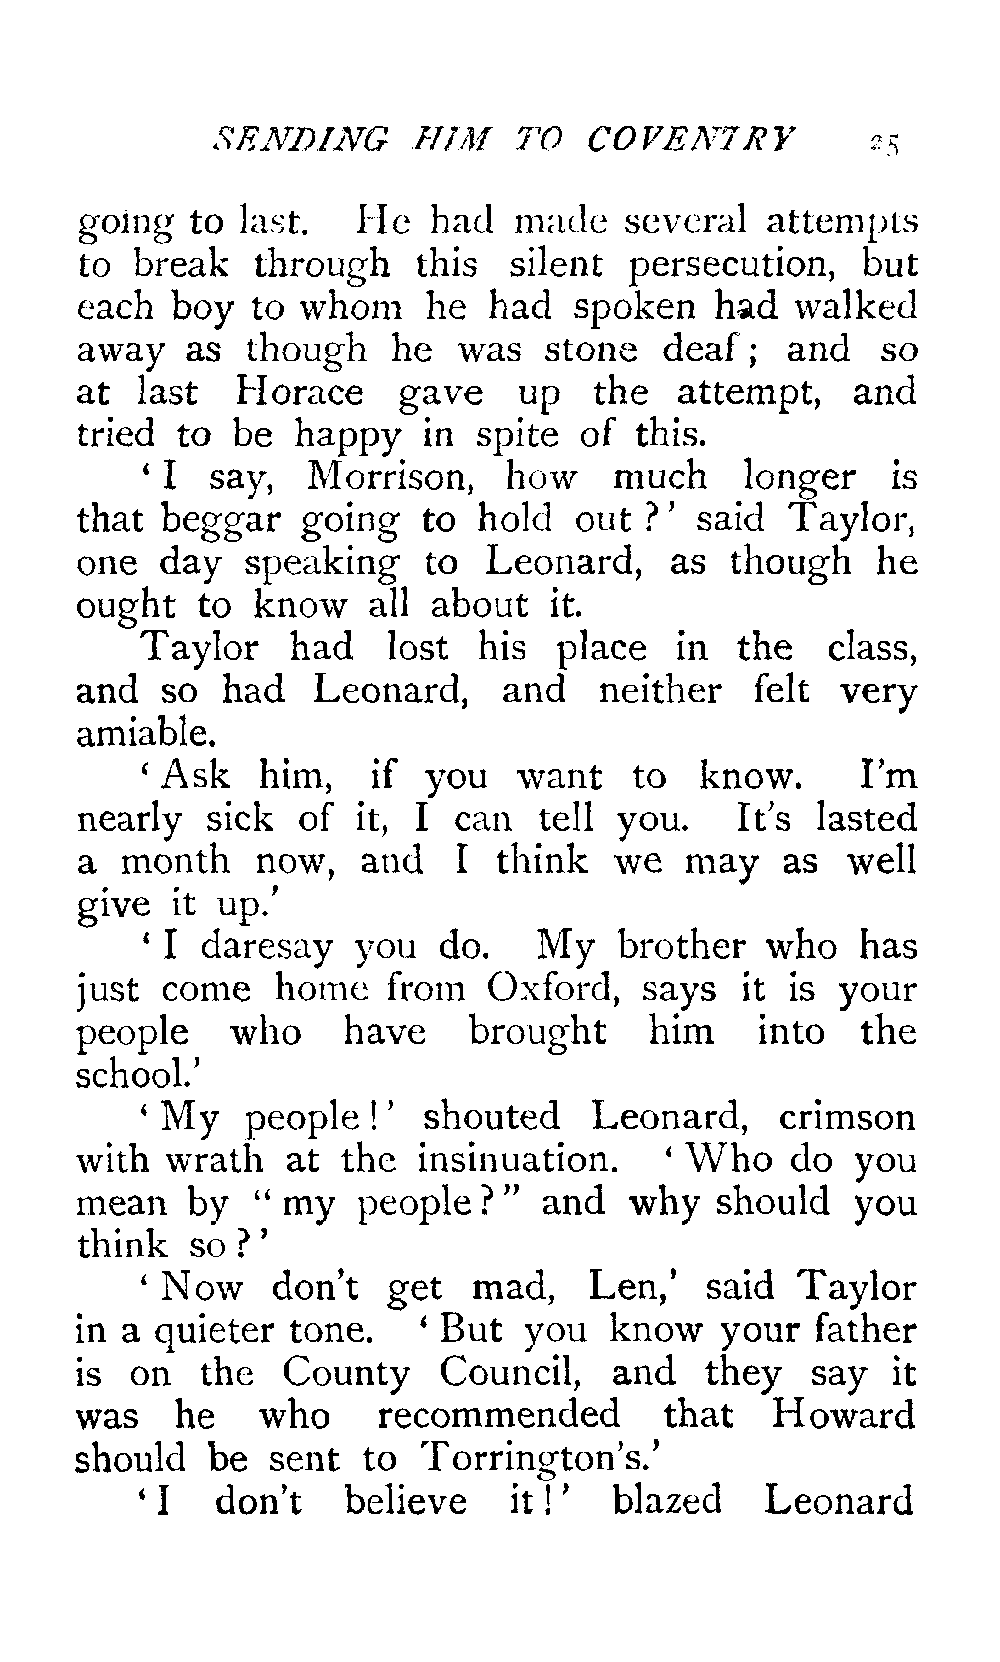 SENDING HIM TO COVENTRY 25
going to last. He had made several attempts
to break through this silent persecution, but
each boy to whom he had spoken had walked
away as though he was stone deaf ; and so
at last Horace gave up the attempt, and
tried to be happy in spite of this.
‘ I say, Morrison, how much longer is
that beggar going to hold out ? ’ said Taylor,
one day speaking to Leonard, as though he
ought to know all about it.
Taylor had lost his place in the class,
and so had Leonard, and neither felt very
amiable.
‘ Ask him, if you want to know. I’m
nearly sick of it, I can tell you. It’s lasted
a month now, and I think we may as well
give it up.’
‘ I daresay you do. My brother who has
just come home from Oxford, says it is your
people who have brought him into the
school.’
‘ My people ! ’ shouted Leonard, crimson
with wrath at the insinuation. ‘ Who do you
mean by “ my people ? ” and why should you
think so ? ’
‘ Now don’t get mad, Len,’ said Taylor
in a quieter tone. ‘ But you know your father
is on the County Council, and they say it
was he who recommended that Howard
should be sent to Torrington’s.’
‘ I don’t believe it ! ’ blazed Leonard